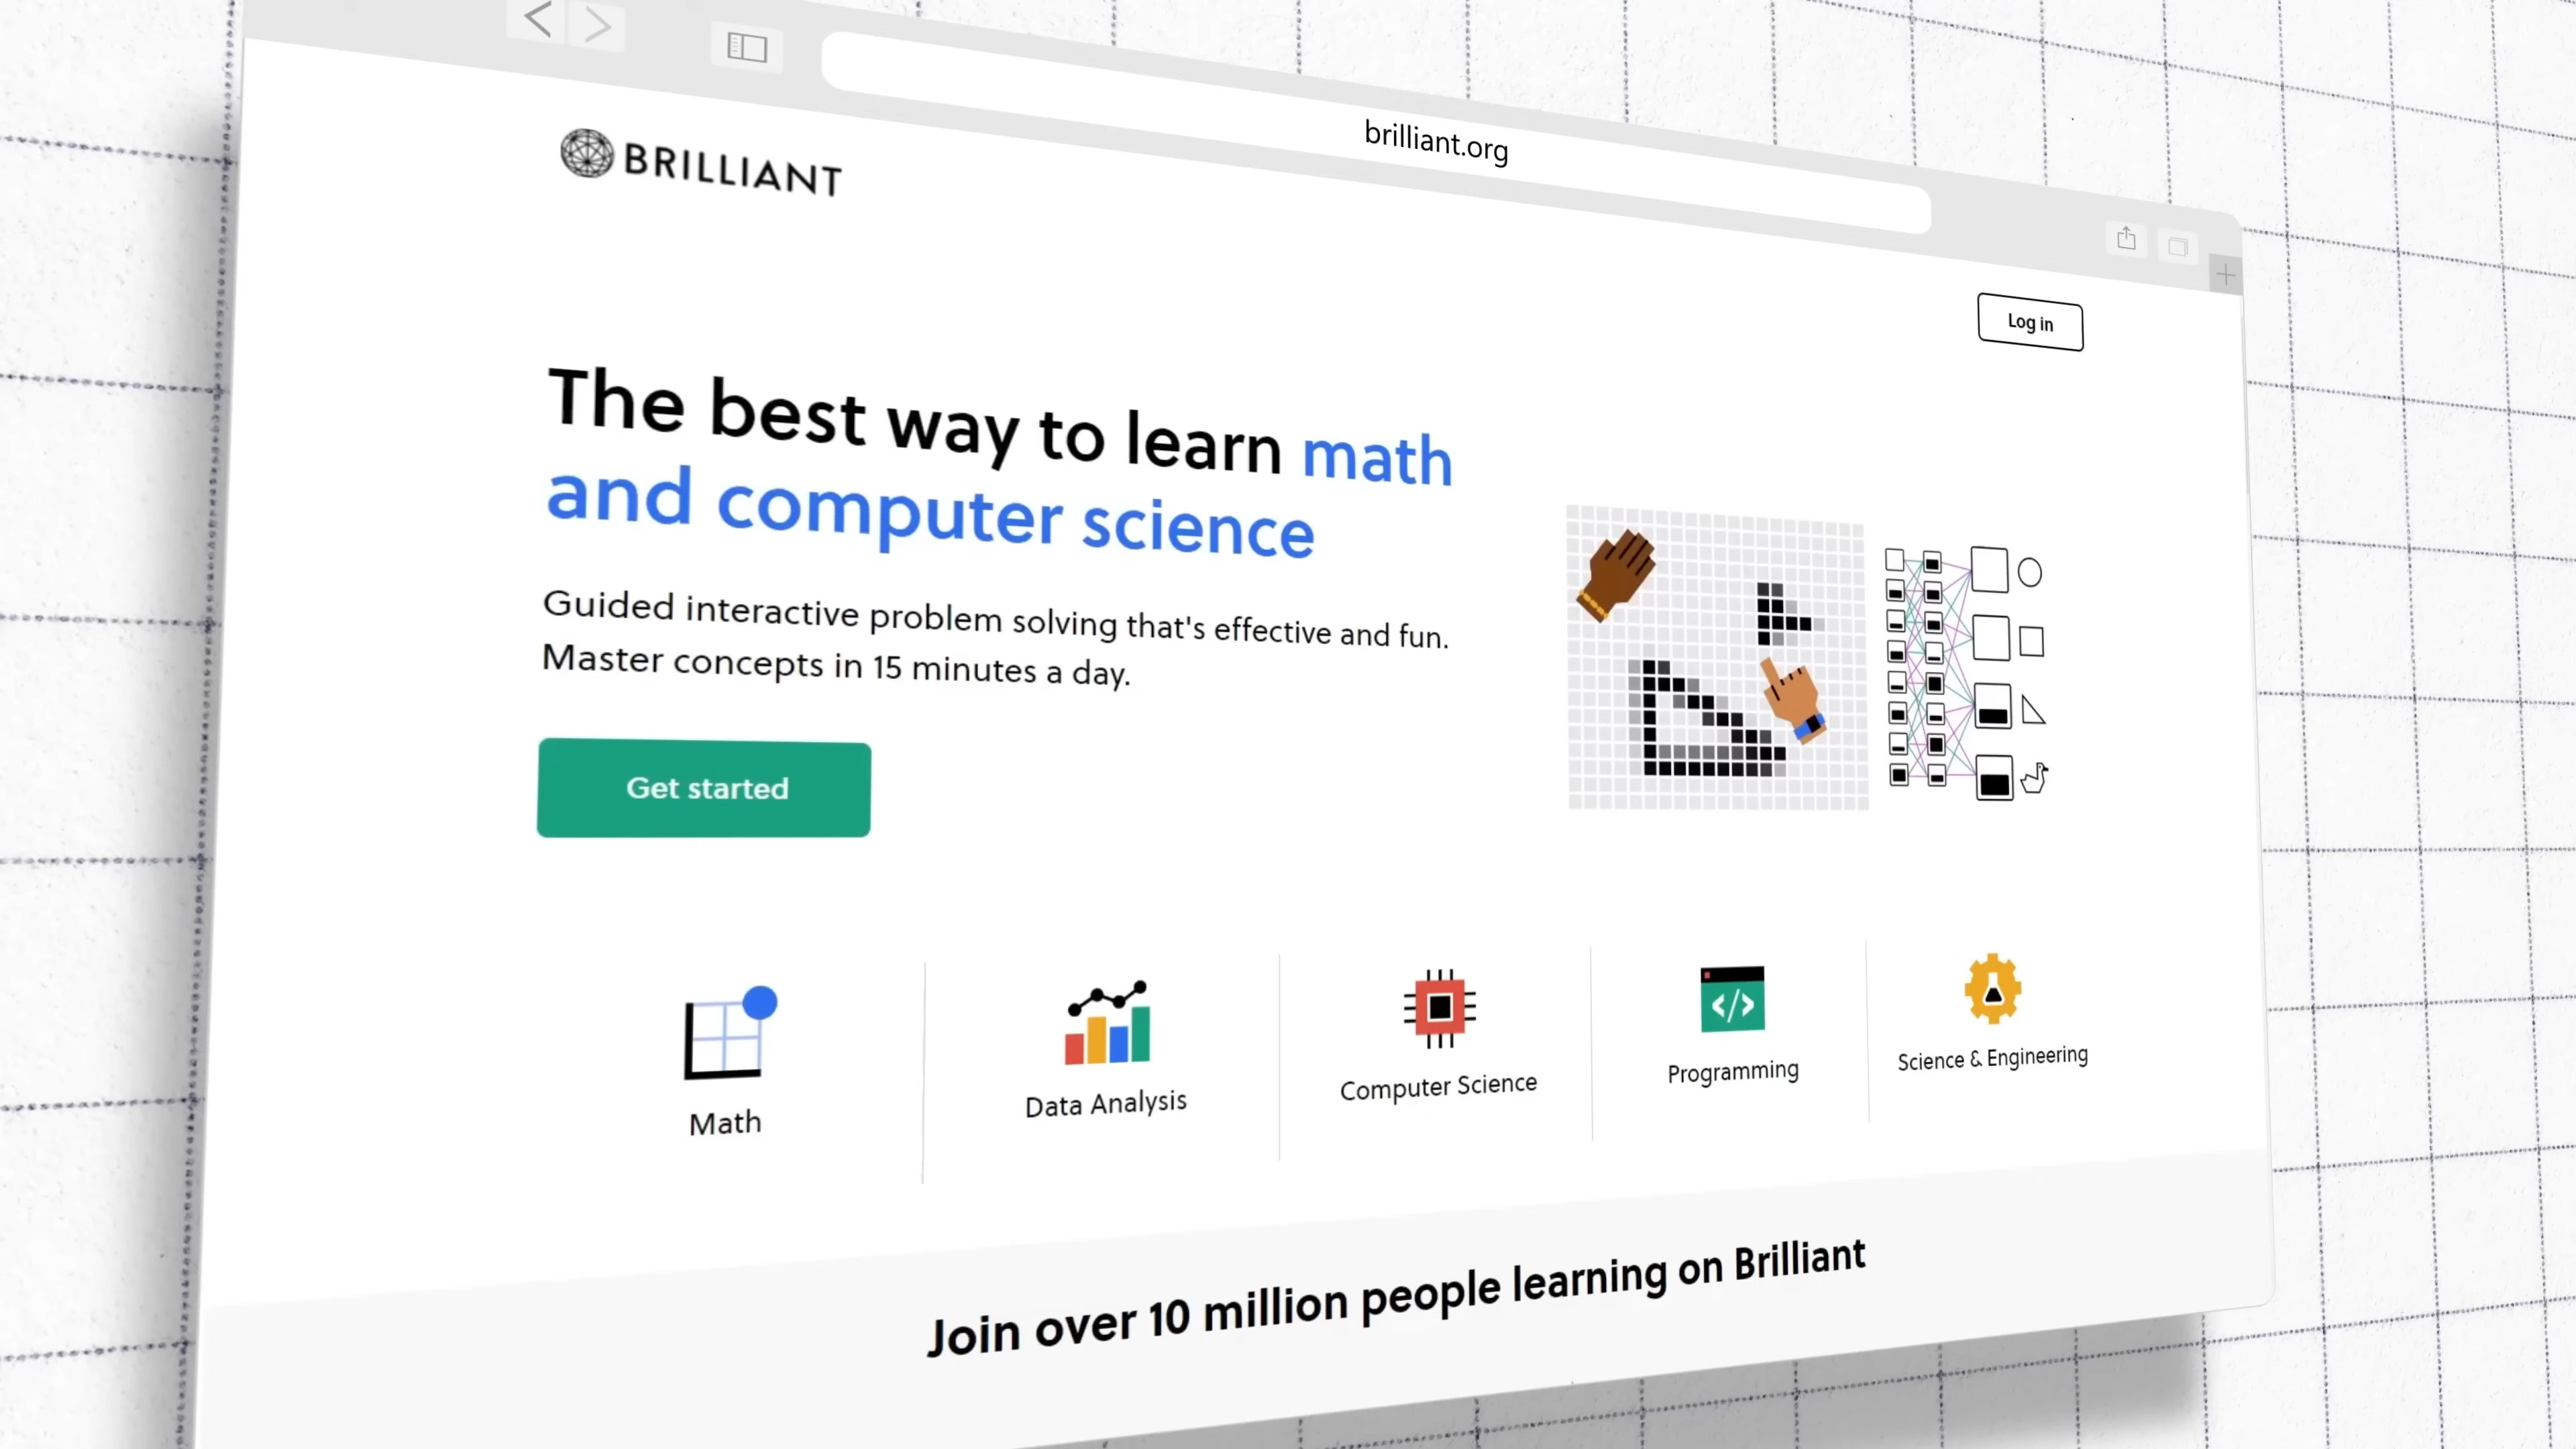 brilliant.org
BRILLIANT
Log in
The best way to learn math
and computer science
Guided interactive problem solving that's effective and fun.
Master concepts in 15 minutes a day.
Get started
Math
Data Analysis
Computer Science
Programming
Science & Engineering
Join over 10 million people learning on Brilliant